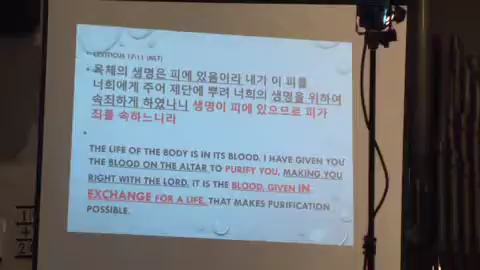 LEVITICUS 17:11 (NLT)
• 육체의 생명은 피에 있음이라 내가 이 피를
너희에게 주어 제단에 뿌려 너희의 생명을 위하여
속죄하게 하였나니 생명이 피에 있으므로 피가
죄를 속하느니라
•
THE LIFE OF THE BODY IS IN ITS BLOOD. I HAVE GIVEN YOU
THE BLOOD ON THE ALTAR TO PURIFY YOU, MAKING YOU
RIGHT WITH THE LORD. IT IS THE BLOOD, GIVEN IN
EXCHANGE FOR A LIFE, THAT MAKES PURIFICATION
POSSIBLE.